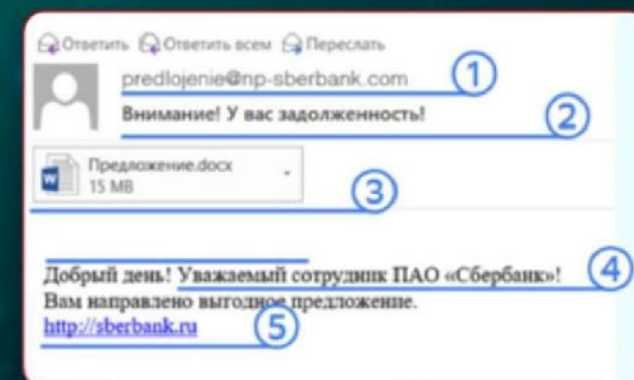 Ответить Ответить всем Переслать
predlojenie@np-sberbank.com 1
Внимание! У вас задолженность! 2
Предложение.docx
15 MB
3
Добрый день! Уважаемый сотрудник ПАО «Сбербанк»! 4
Вам направлено выгодное предложение.
http://sberbank.ru 5